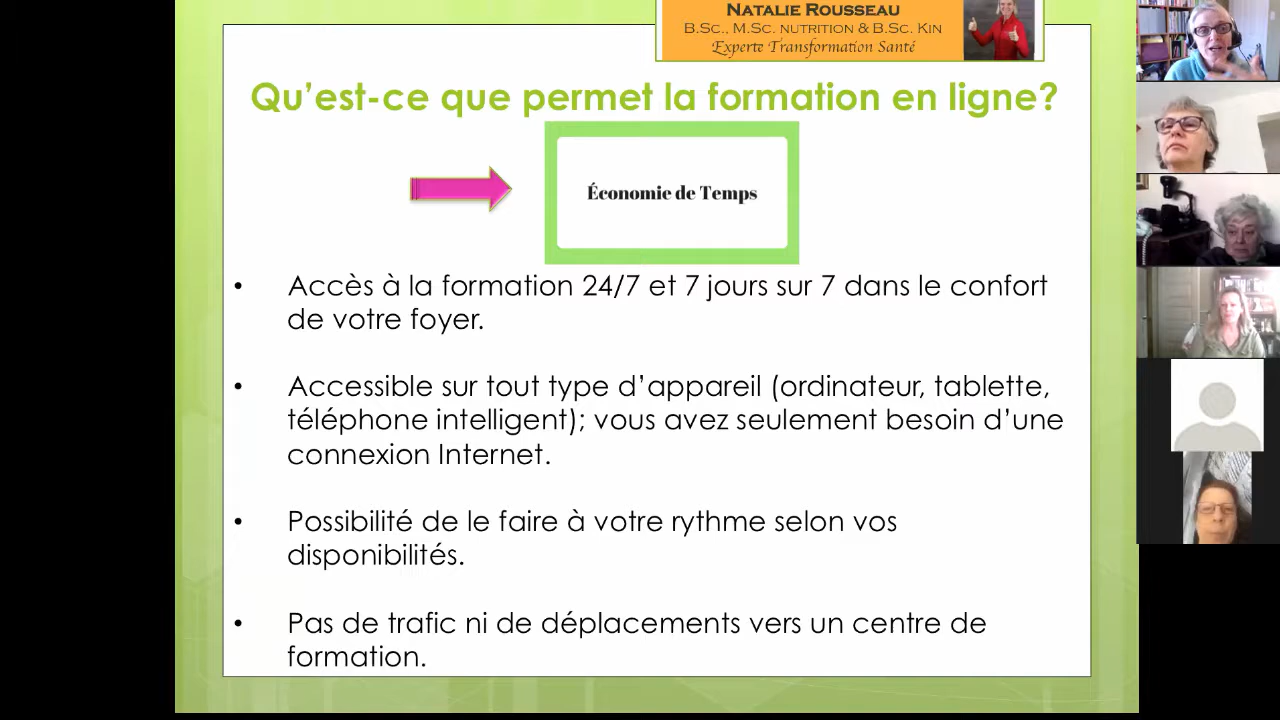 Natalie Rousseau
B.Sc., M.Sc. nutrition & B.Sc. Kin
Experte Transformation Santé
Qu’est-ce que permet la formation en ligne?
Économie de Temps
• Accès à la formation 24/7 et 7 jours sur 7 dans le confort
de votre foyer.
• Accessible sur tout type d’appareil (ordinateur, tablette,
téléphone intelligent); vous avez seulement besoin d’une
connexion Internet.
• Possibilité de le faire à votre rythme selon vos
disponibilités.
• Pas de trafic ni de déplacements vers un centre de
formation.